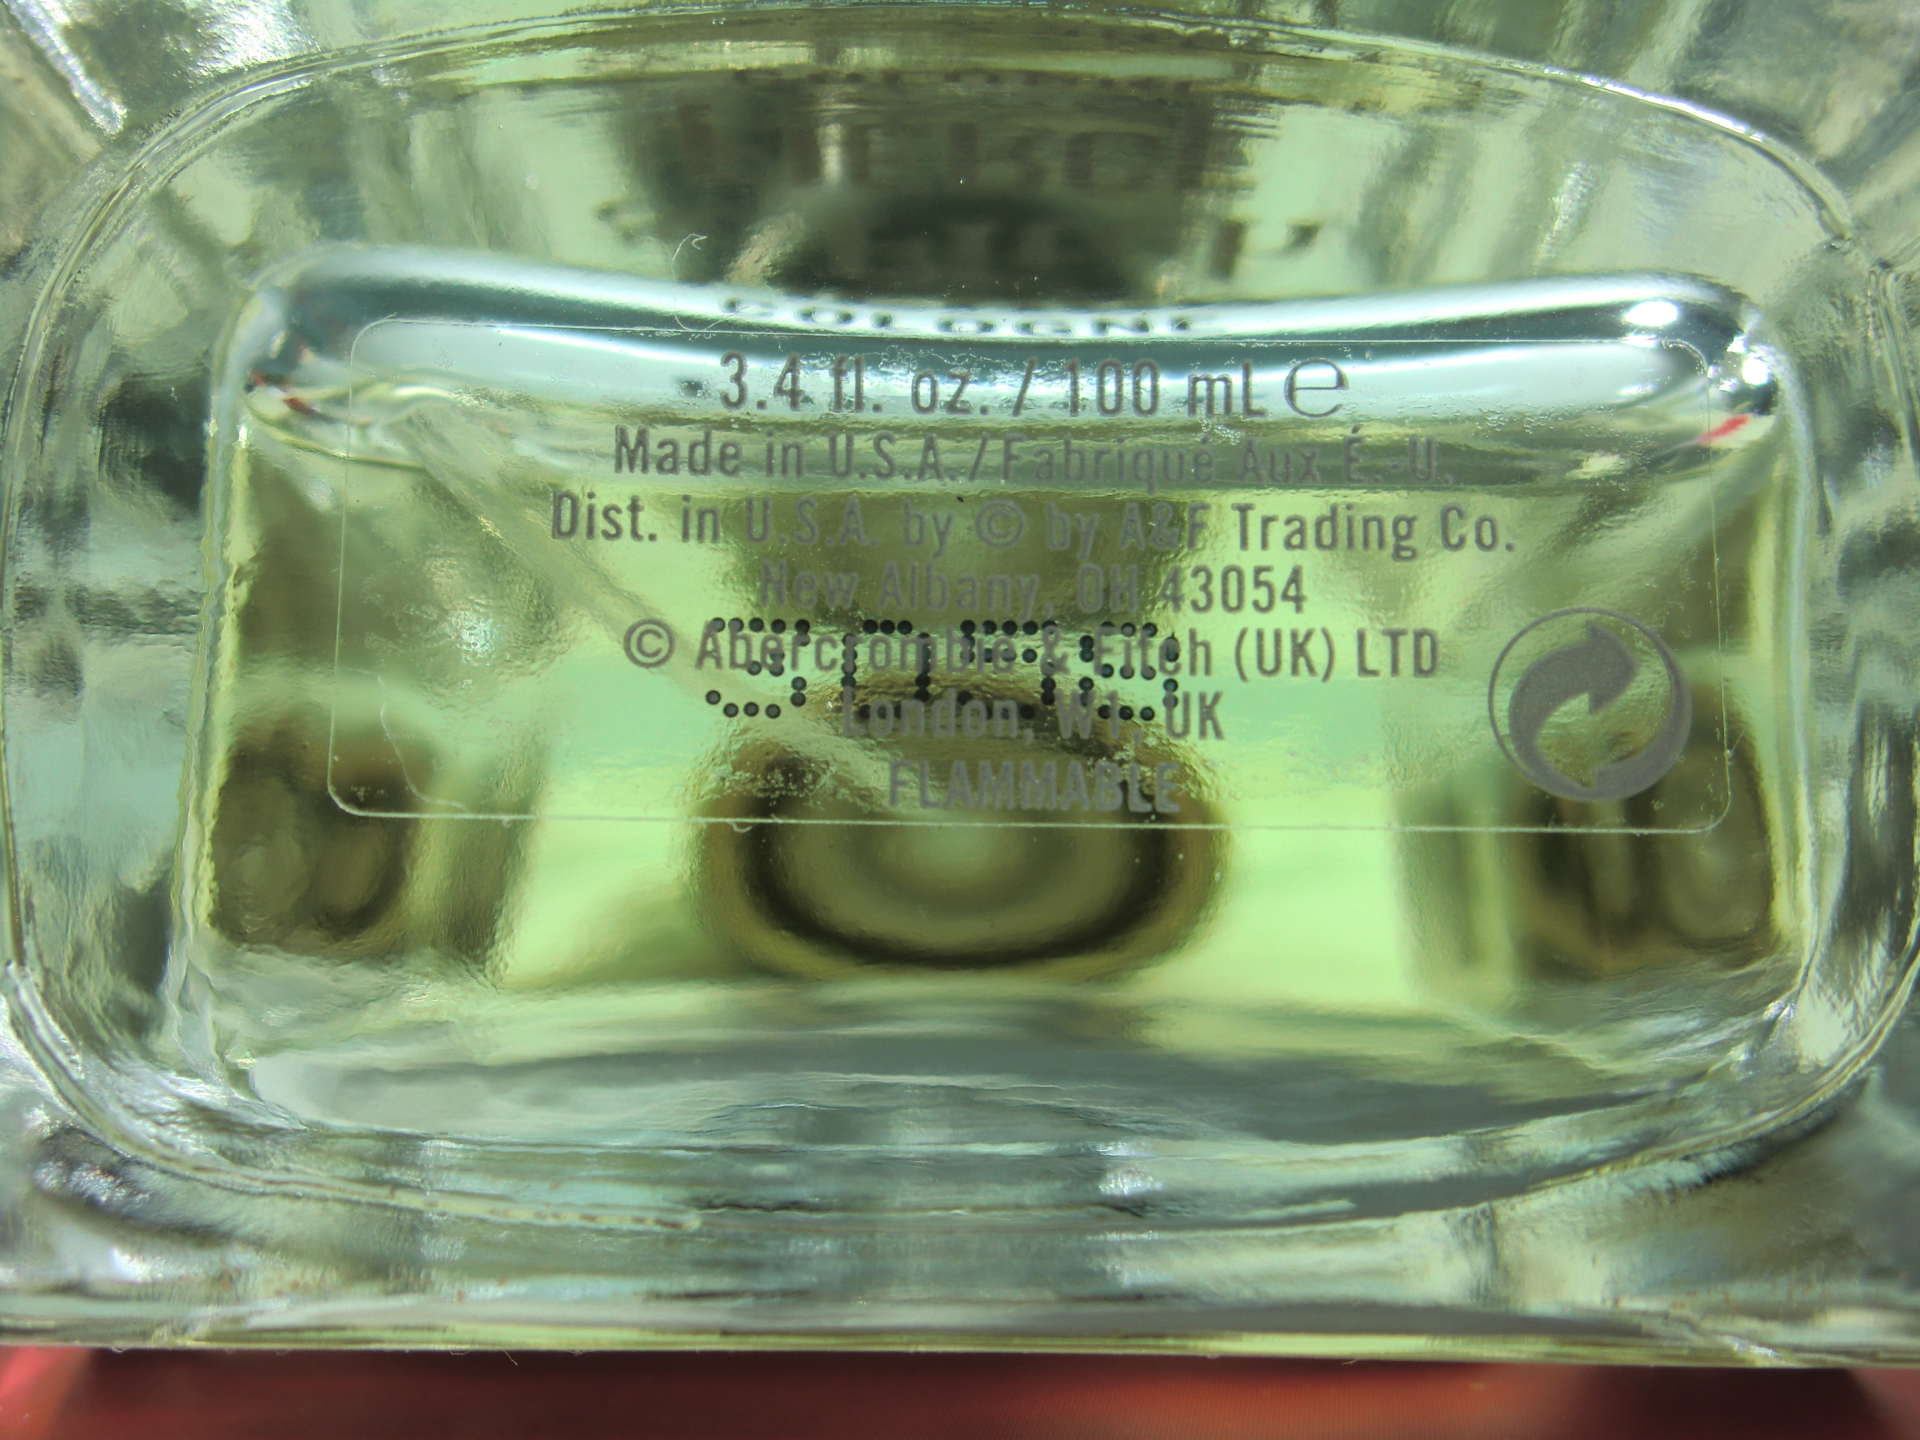 COLOGNE
3.4 fl. oz. / 100 mL ℮
Made in U.S.A. / Fabriqué Aux É.-U.
Dist. in U.S.A. by © by A&F Trading Co.
New Albany, OH 43054
© Abercrombie & Fitch (UK) LTD
London, W1, UK
FLAMMABLE